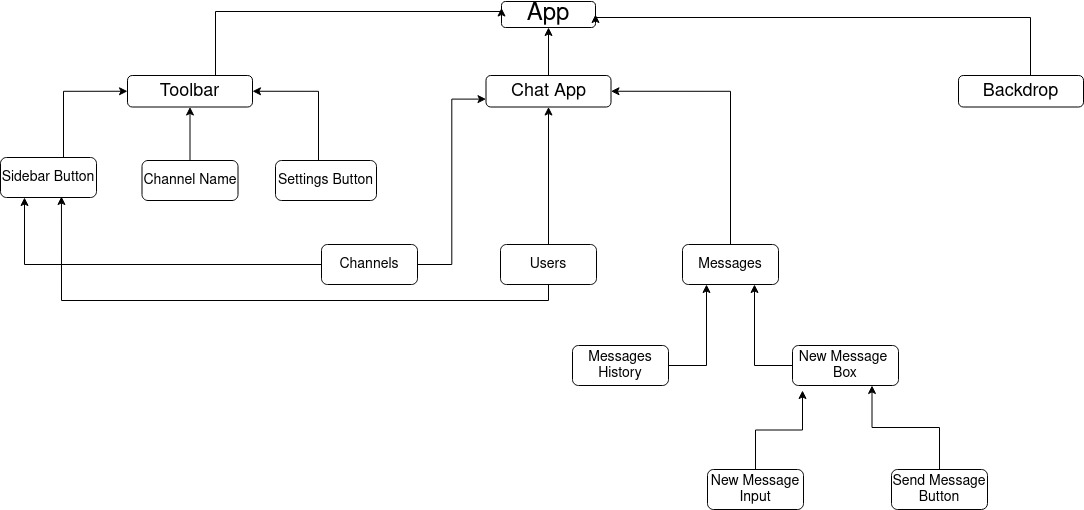 App
Toolbar
Chat App
Backdrop
Sidebar Button
Channel Name
Settings Button
Channels
Users
Messages
Messages
History
New Message
Box
New Message
Input
Send Message
Button